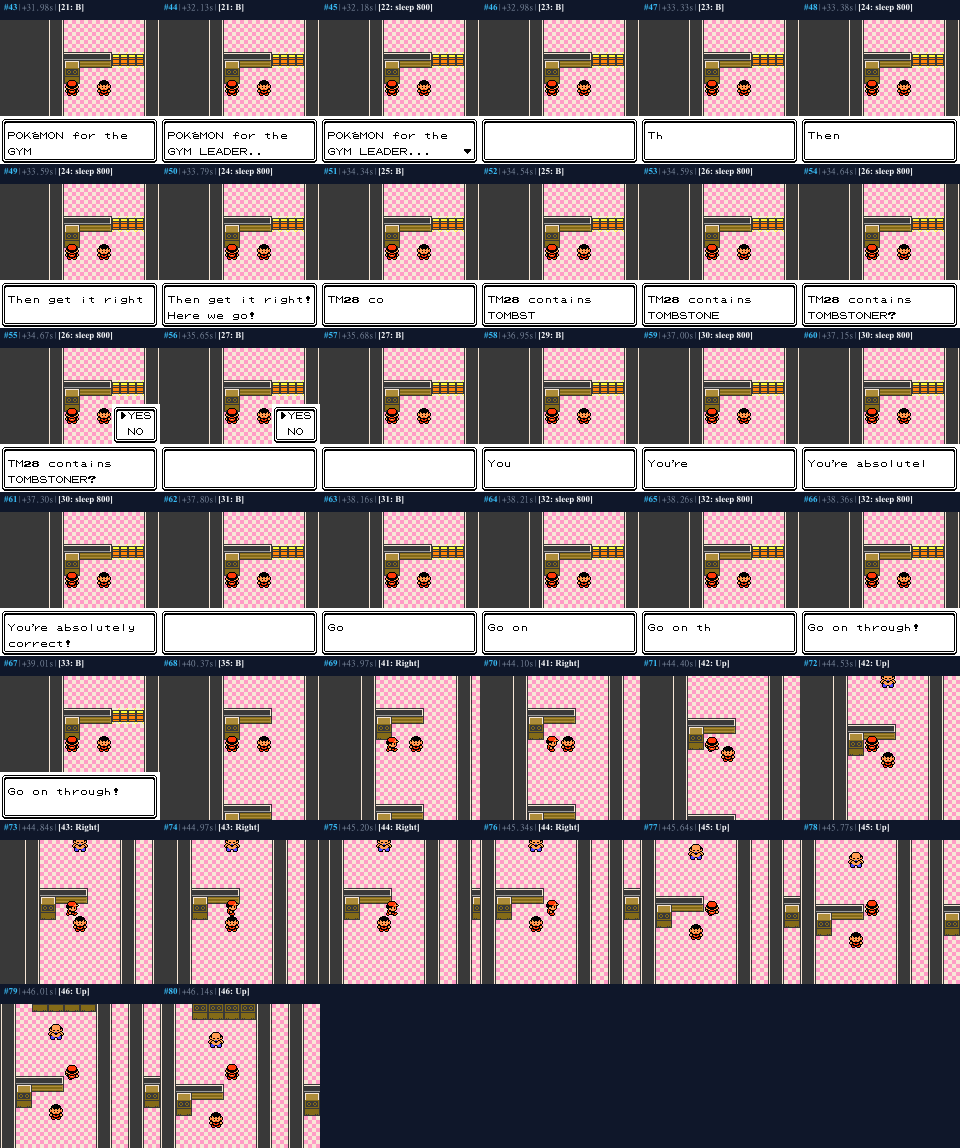 #43|+31.98s| [21: B]
#44|+32.13s| [21: B]
#45|+32.18s| [22: sleep 800]
#46|+32.98s| [23: B]
#47|+33.33s| [23: B]
#48|+33.38s| [24: sleep 800]
POKéMON for the
GYM
POKéMON for the
GYM LEADER..
POKéMON for the
GYM LEADER...
Th
Then
#49|+33.59s| [24: sleep 800]
#50|+33.79s| [24: sleep 800]
#51|+34.34s| [25: B]
#52|+34.54s| [25: B]
#53|+34.59s| [26: sleep 800]
#54|+34.64s| [26: sleep 800]
Then get it right
Then get it right!
Here we go!
TM28 co
TM28 contains
TOMBST
TM28 contains
TOMBSTONE
TM28 contains
TOMBSTONER?
#55|+34.67s| [26: sleep 800]
#56|+35.65s| [27: B]
#57|+35.68s| [27: B]
#58|+36.95s| [29: B]
#59|+37.00s| [30: sleep 800]
#60|+37.15s| [30: sleep 800]
YES
NO
TM28 contains
TOMBSTONER?
YES
NO
You
You're
You're absolutel
#61|+37.30s| [30: sleep 800]
#62|+37.80s| [31: B]
#63|+38.16s| [31: B]
#64|+38.21s| [32: sleep 800]
#65|+38.26s| [32: sleep 800]
#66|+38.36s| [32: sleep 800]
You're absolutely
correct!
Go
Go on
Go on th
Go on through!
#67|+39.01s| [33: B]
#68|+40.37s| [35: B]
#69|+43.97s| [41: Right]
#70|+44.10s| [41: Right]
#71|+44.40s| [42: Up]
#72|+44.53s| [42: Up]
Go on through!
#73|+44.84s| [43: Right]
#74|+44.97s| [43: Right]
#75|+45.20s| [44: Right]
#76|+45.34s| [44: Right]
#77|+45.64s| [45: Up]
#78|+45.77s| [45: Up]
#79|+46.01s| [46: Up]
#80|+46.14s| [46: Up]